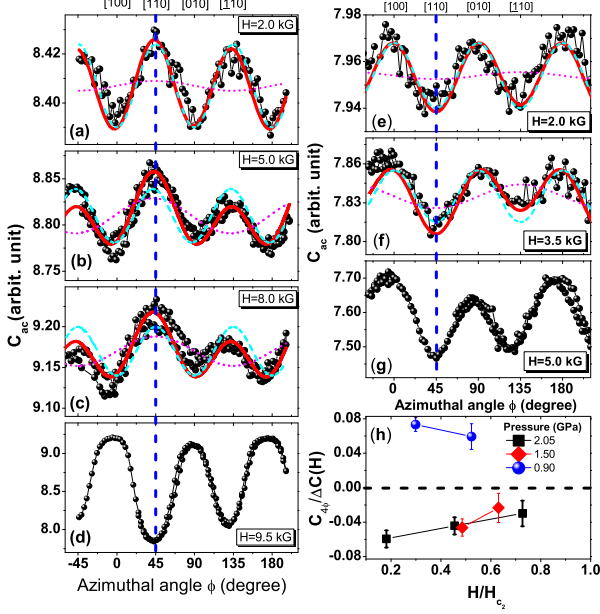 [100] [110] [010] [110]
H=2.0 kG
8.42
8.40
(a)
H=5.0 kG
8.85
8.80
8.75
(b)
C_ac (arbit. unit)
H=8.0 kG
9.20
9.15
9.10
(c)
9.0
8.5
8.0
(d)
H=9.5 kG
-45 0 45 90 135 180
Azimuthal angle ϕ (degree)
7.98
[100] [110] [010] [110]
7.96
7.94
(e)
H=2.0 kG
7.86
7.83
7.80
(f)
H=3.5 kG
C_ac (arbit. unit)
7.70
7.60
7.50
(g)
H=5.0 kG
0 45 90 135 180
Azimuthal angle ϕ (degree)
(h)
Pressure (GPa)
2.05
1.50
0.90
0.08
0.04
0.00
-0.04
-0.08
C_4ϕ/ΔC(H)
0.2 0.4 0.6 0.8 1.0
H/H_c2